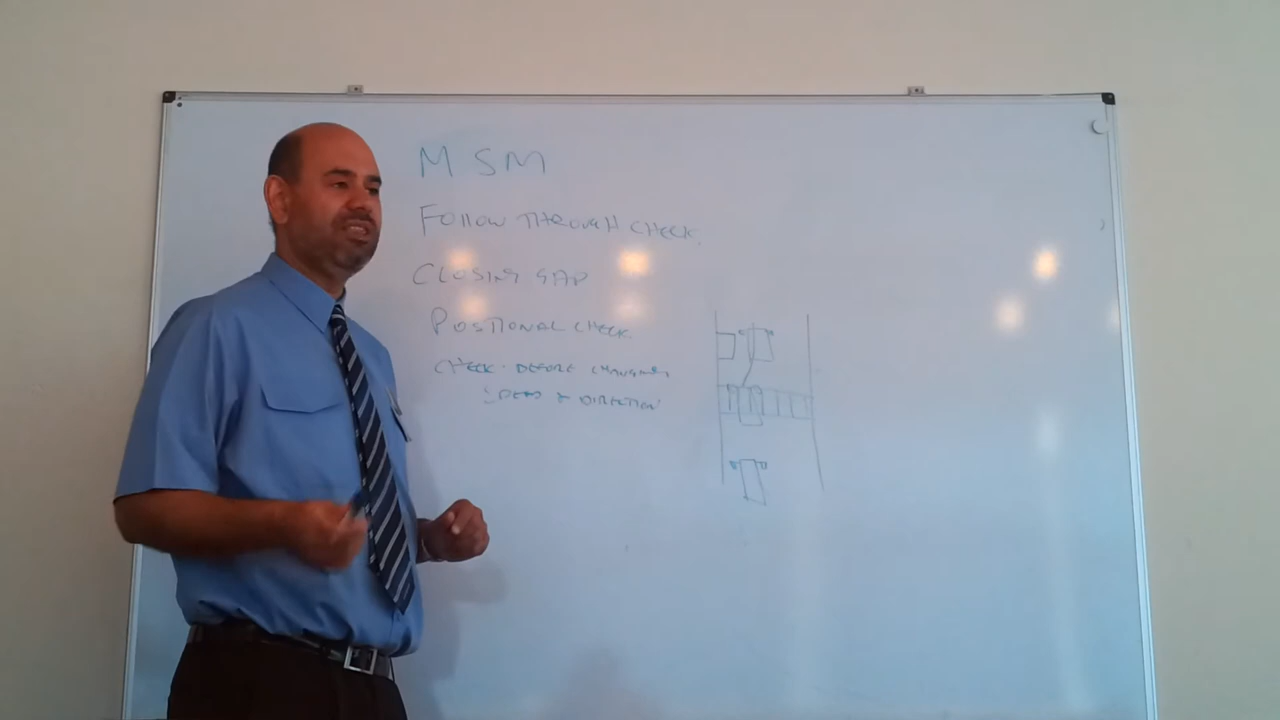 MSM
FOLLOW THROUGH CHECK.
CLOSING GAP
POSITIONAL CHECK
CHECK BEFORE CHANGING
SPEED & DIRECTION